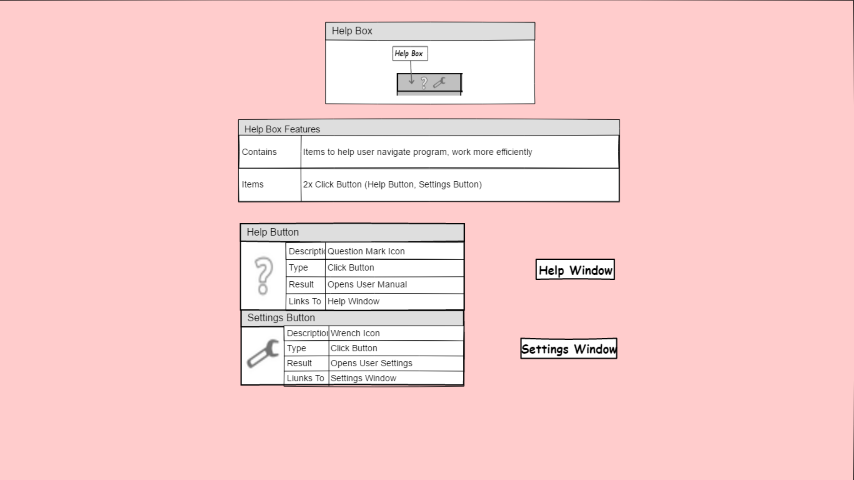 Help Box
Help Box
Help Box Features
Contains Items to help user navigate program, work more efficiently
Items 2x Click Button (Help Button, Settings Button)
Help Button
Descripti Question Mark Icon
Type Click Button
Result Opens User Manual
Links To Help Window
Help Window
Settings Button
Description Wrench Icon
Type Click Button
Result Opens User Settings
Liunks To Settings Window
Settings Window